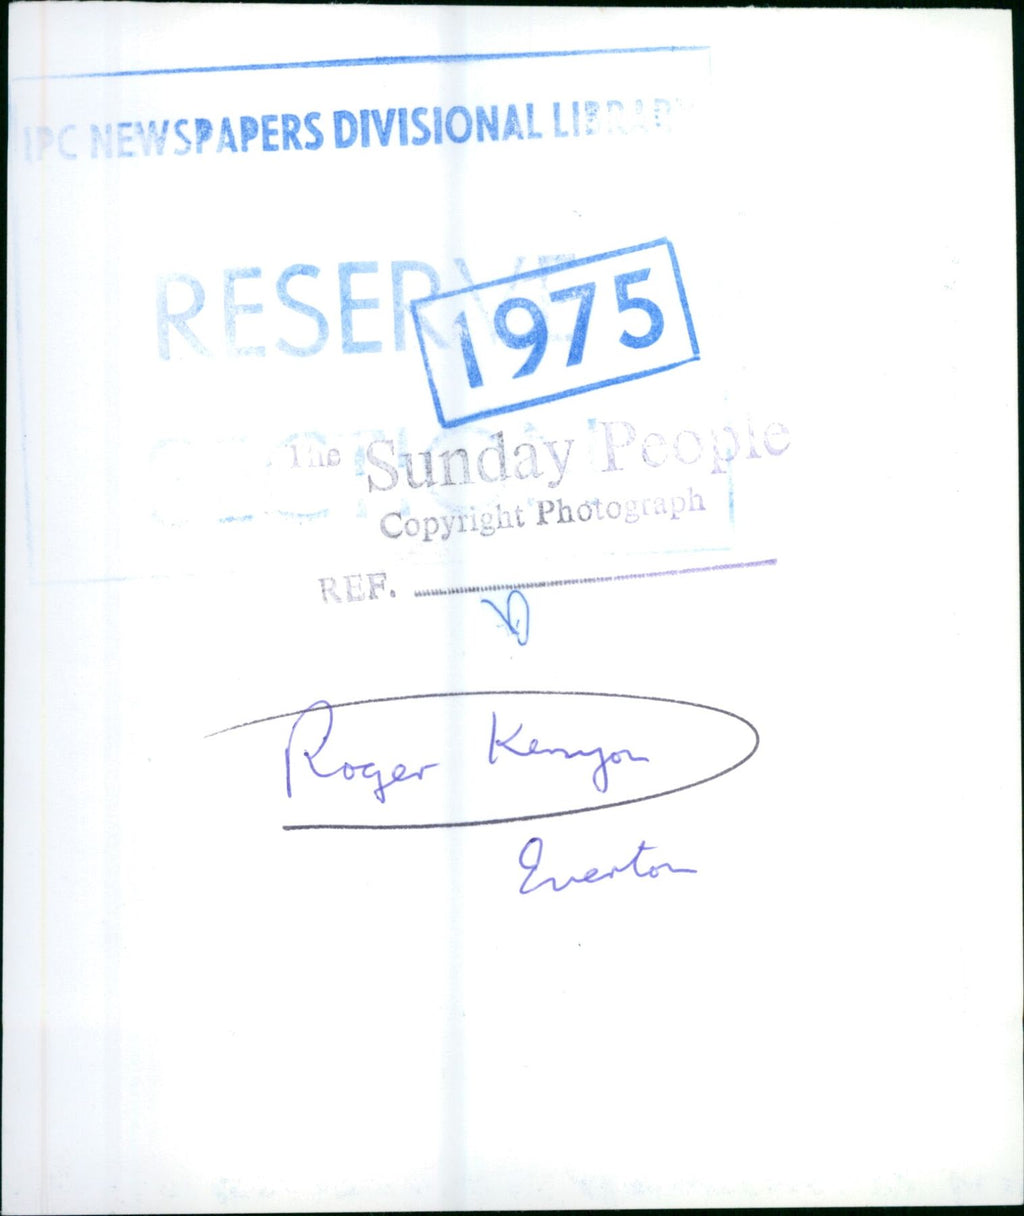 IPC NEWSPAPERS DIVISIONAL LIBRARY
RESERVE
1975
The Sunday People
Copyright Photograph
REF.
Roger Kenyon
Everton